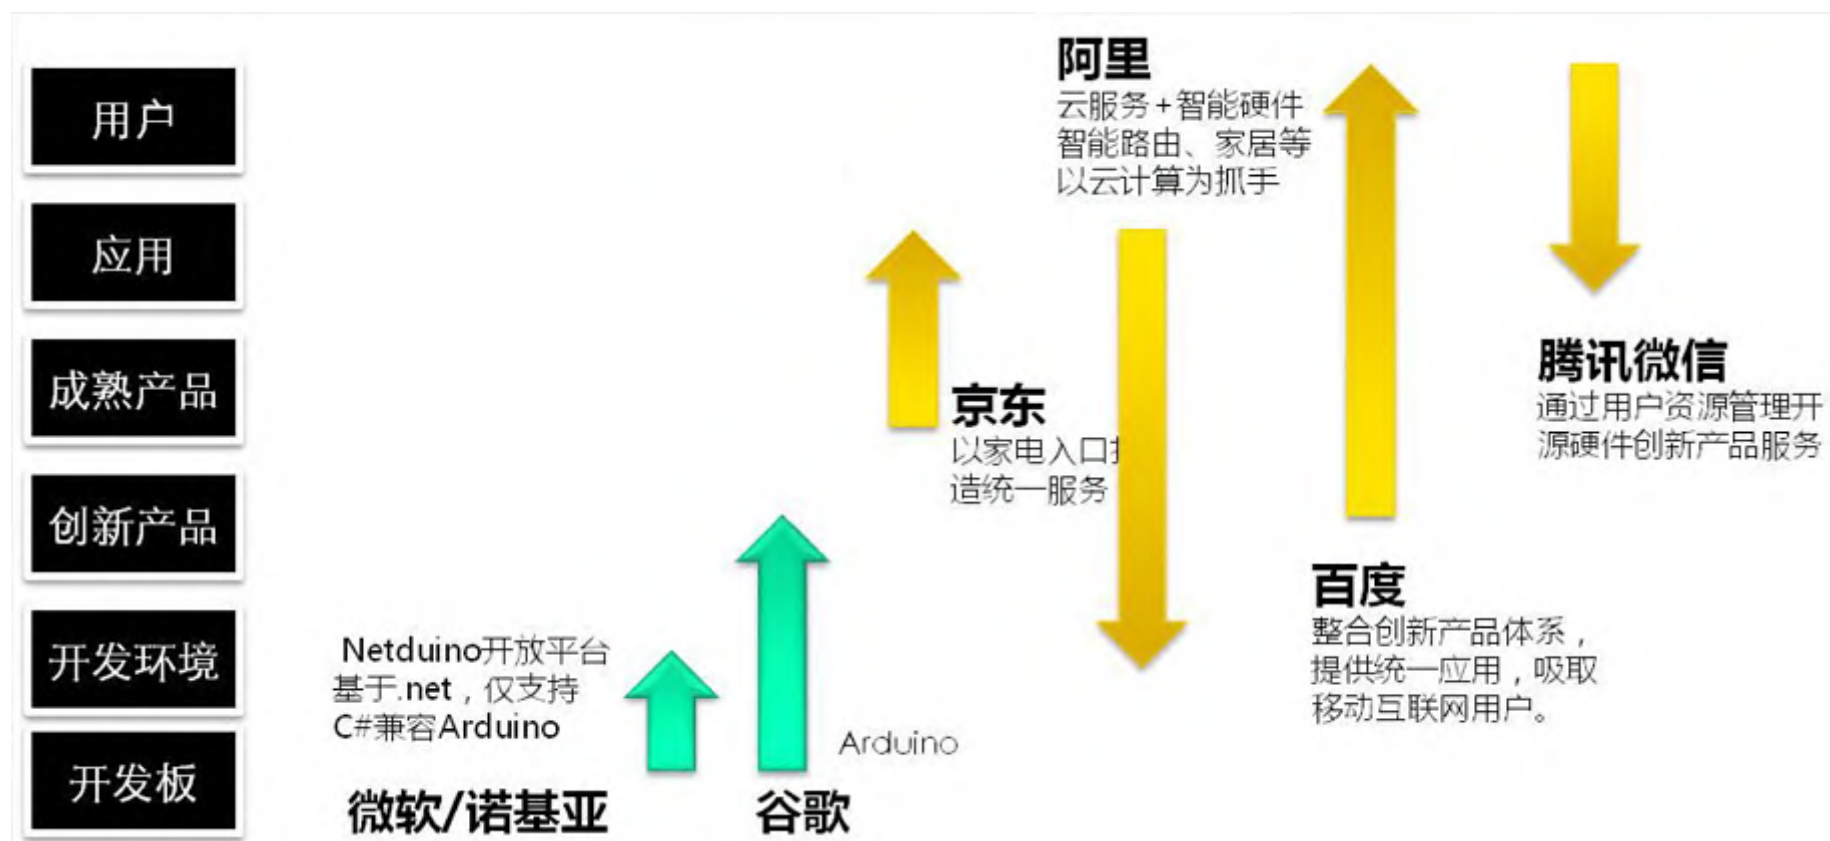 用户
应用
成熟产品
创新产品
开发环境
开发板
Netduino开放平台
基于.net，仅支持
C#兼容Arduino
微软/诺基亚
Arduino
谷歌
京东
以家电入口
造统一服务
阿里
云服务+智能硬件
智能路由、家居等
以云计算为抓手
百度
整合创新产品体系，
提供统一应用，吸取
移动互联网用户。
腾讯微信
通过用户资源管理开
源硬件创新产品服务